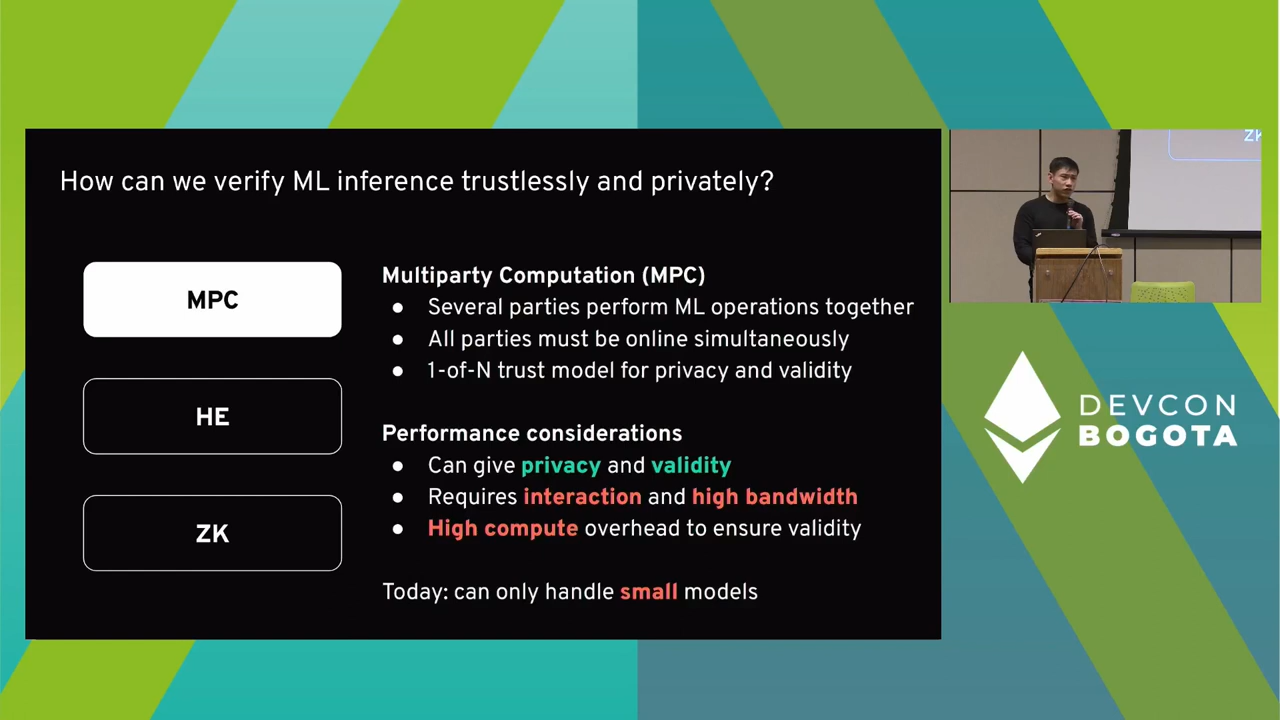 How can we verify ML inference trustlessly and privately?
MPC
HE
ZK
Multiparty Computation (MPC)
● Several parties perform ML operations together
● All parties must be online simultaneously
● 1-of-N trust model for privacy and validity
Performance considerations
● Can give privacy and validity
● Requires interaction and high bandwidth
● High compute overhead to ensure validity
Today: can only handle small models
ZK
DEVCON
BOGOTA